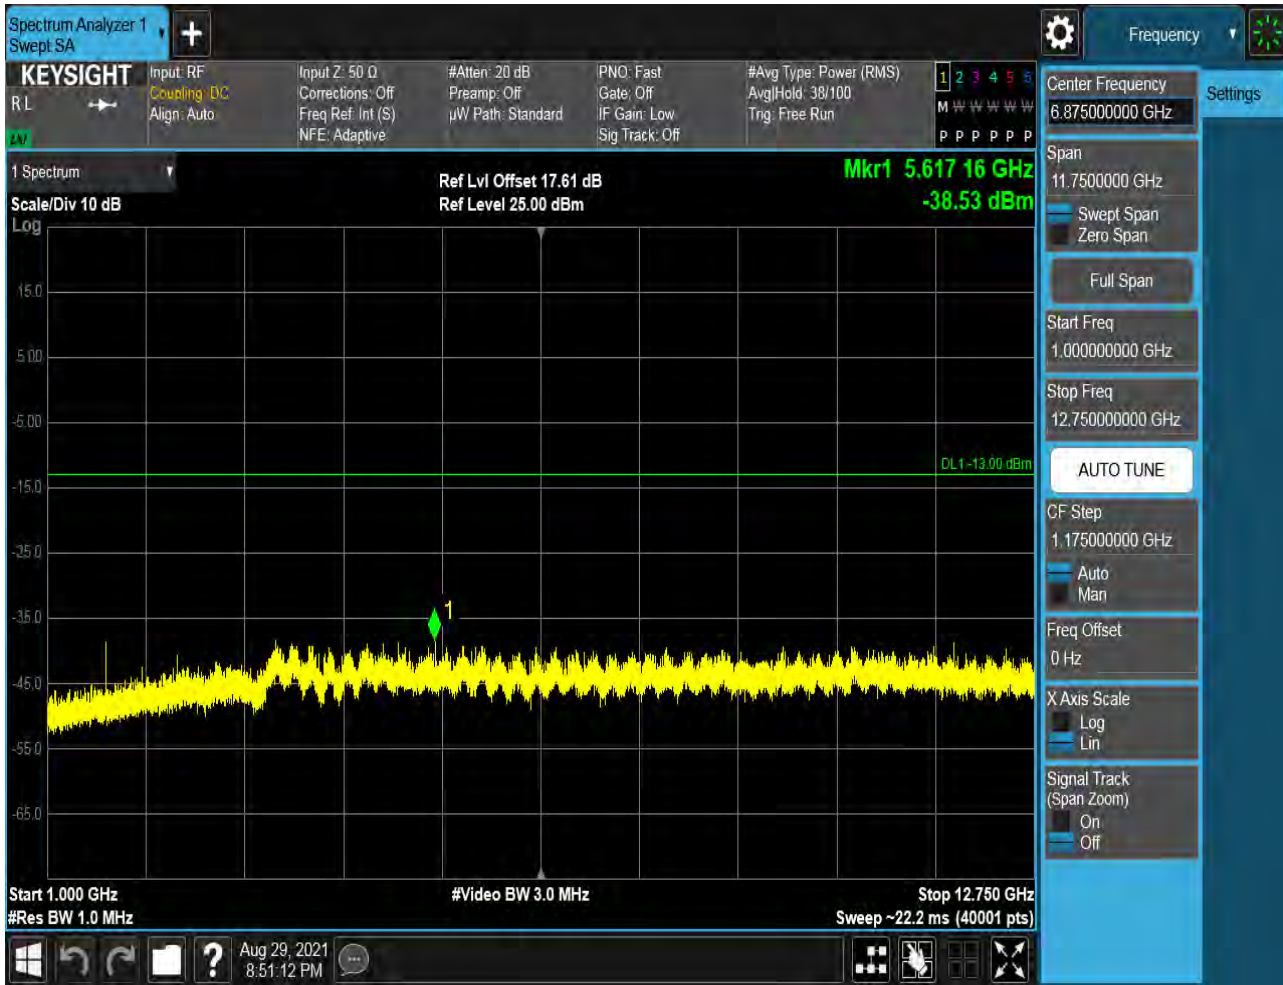 Spectrum Analyzer 1
Swept SA
Frequency
KEYSIGHT
R L
LXI
Input: RF
Coupling: DC
Align: Auto
Input Z: 50 Ω
Corrections: Off
Freq Ref: Int (S)
NFE: Adaptive
#Atten: 20 dB
Preamp: Off
µW Path: Standard
PNO: Fast
Gate: Off
IF Gain: Low
Sig Track: Off
#Avg Type: Power (RMS)
Avg|Hold: 38/100
Trig: Free Run
1 2 3 4 5 6
M W W W W W
P P P P P P
1 Spectrum
Scale/Div 10 dB
Log
Ref Lvl Offset 17.61 dB
Ref Level 25.00 dBm
Mkr1 5.617 16 GHz
-38.53 dBm
15.0
5.00
-5.00
DL1 -13.00 dBm
-15.0
-25.0
1
-35.0
-45.0
-55.0
-65.0
Start 1.000 GHz
#Video BW 3.0 MHz
Stop 12.750 GHz
#Res BW 1.0 MHz
Sweep ~22.2 ms (40001 pts)
Center Frequency
6.875000000 GHz
Settings
Span
11.7500000 GHz
Swept Span
Zero Span
Full Span
Start Freq
1.000000000 GHz
Stop Freq
12.750000000 GHz
AUTO TUNE
CF Step
1.175000000 GHz
Auto
Man
Freq Offset
0 Hz
X Axis Scale
Log
Lin
Signal Track
(Span Zoom)
On
Off
?
Aug 29, 2021
8:51:12 PM